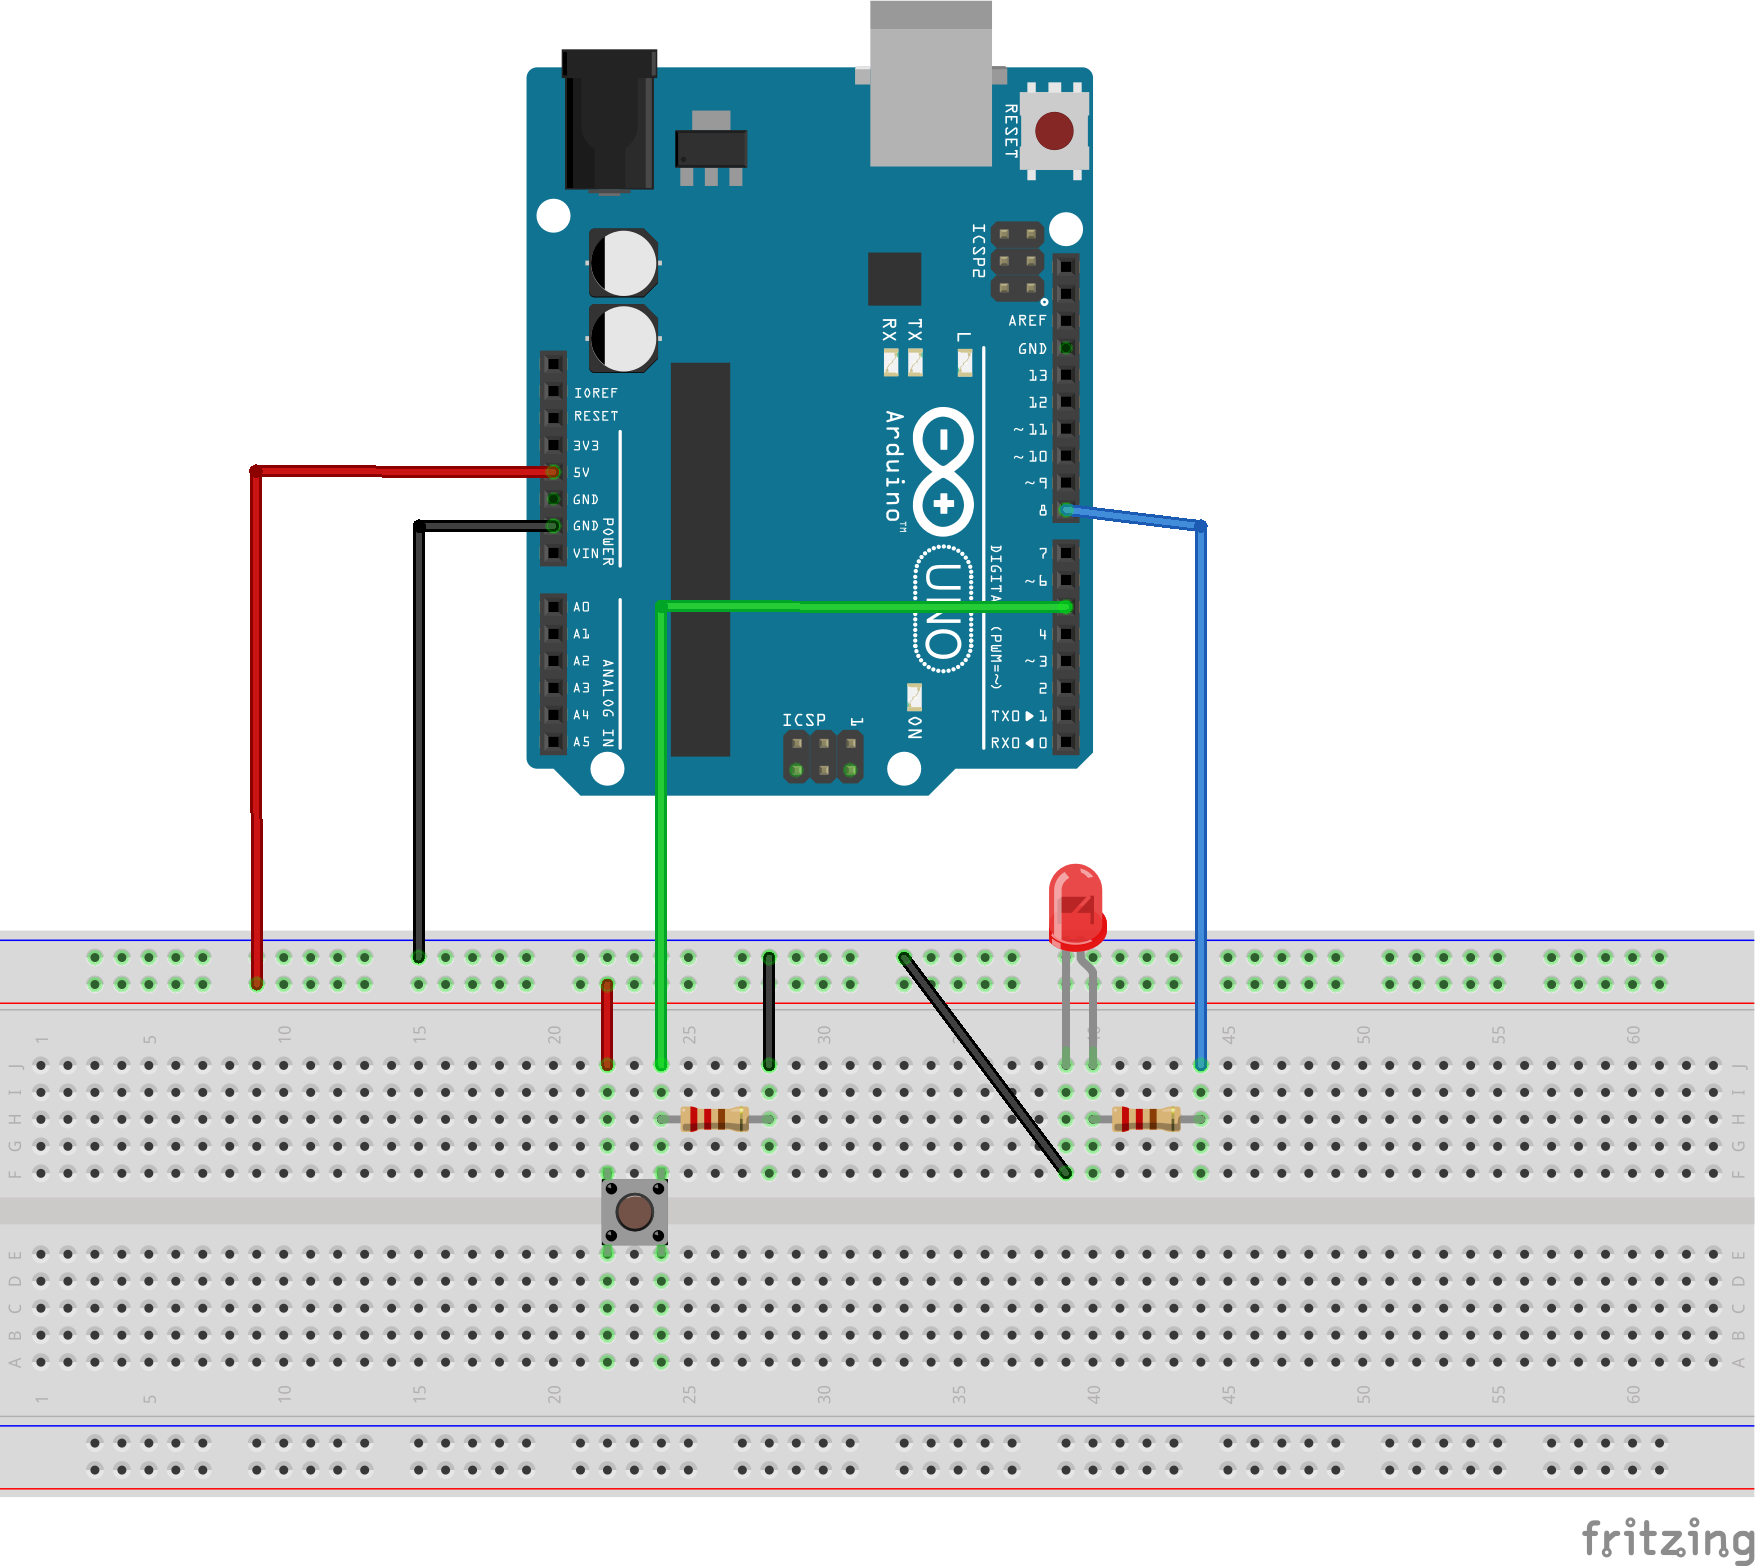 RESET
ICSP2
AREF
GND
RX
TX
L
13
IOREF
12
RESET
~11
3V3
~10
5V
~9
GND
8
GND
VIN
POWER
Arduino™
UNO
7
~6
DIGITA
A0
4
A1
(PWM=~)
~3
A2
2
A3
TX0▶1
A4
RX0◀0
A5
ANALOG IN
ICSP
1
ON
1 5 10 15 20 25 30 35 45 50 55 60
J J
I I
H H
G G
F F
E E
D D
C C
B B
A A
1 5 10 15 20 25 30 35 40 45 50 55 60
fritzing